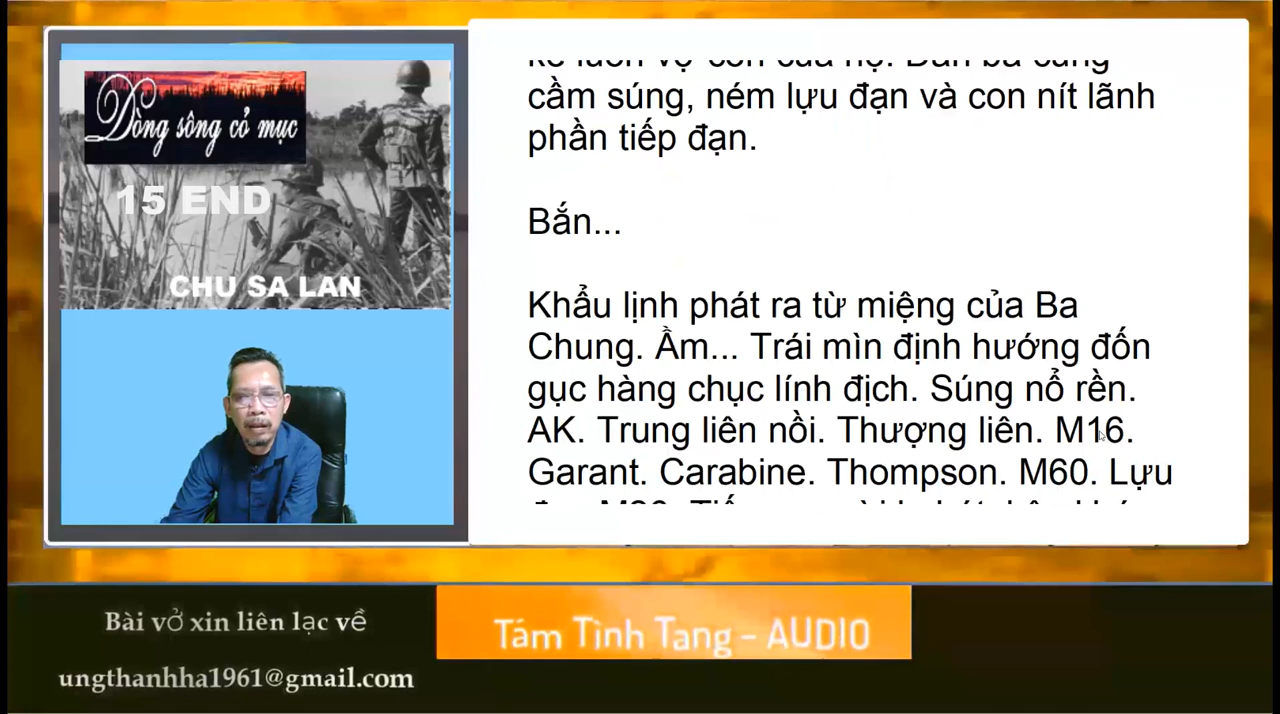 Dòng sông cỏ mục
15 END
CHU SA LAN
cầm súng, ném lựu đạn và con nít lãnh
phần tiếp đạn.
Bắn...
Khẩu lịnh phát ra từ miệng của Ba
Chung. Ầm... Trái mìn định hướng đốn
gục hàng chục lính địch. Súng nổ rền.
AK. Trung liên nồi. Thượng liên. M16.
Garant. Carabine. Thompson. M60. Lựu
Bài vở xin liên lạc về
ungthanhha1961@gmail.com
Tám Tình Tang - AUDIO